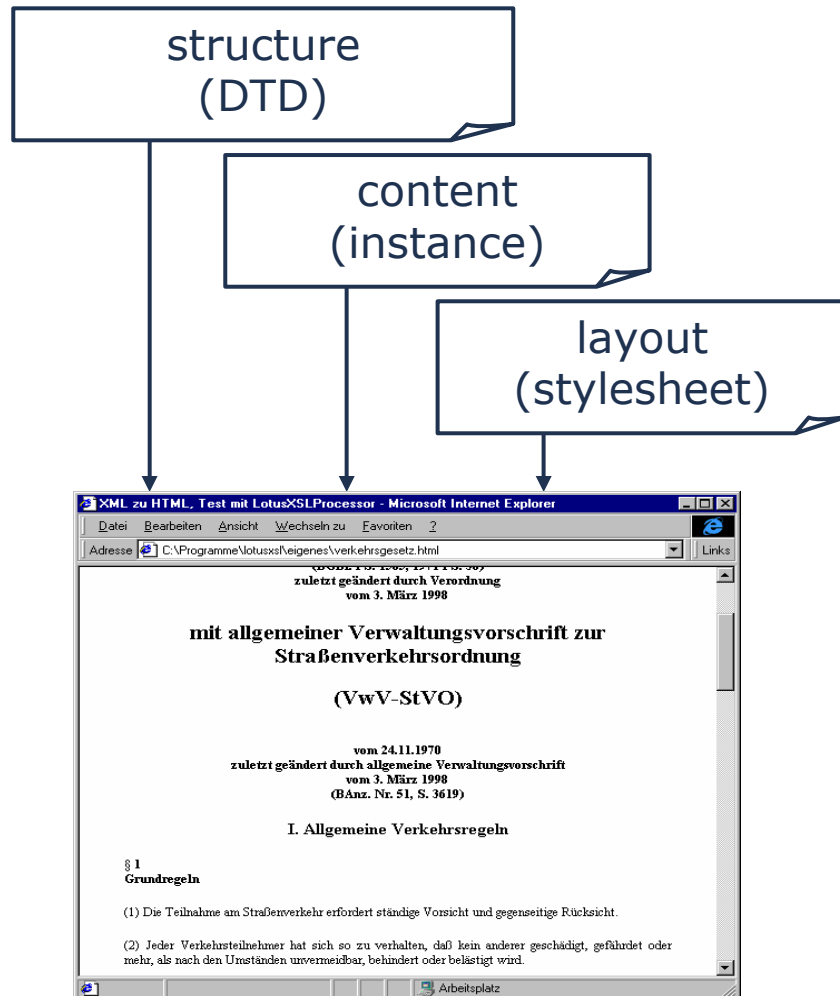 structure
(DTD)
content
(instance)
layout
(stylesheet)
XML zu HTML, Test mit LotusXSLProcessor - Microsoft Internet Explorer
Datei Bearbeiten Ansicht Wechseln zu Favoriten ?
Adresse C:\Programme\lotusxsl\eigenes\verkehrsgesetz.html Links
zuletzt geändert durch Verordnung
vom 3. März 1998
mit allgemeiner Verwaltungsvorschrift zur
Straßenverkehrsordnung
(VwV-StVO)
vom 24.11.1970
zuletzt geändert durch allgemeine Verwaltungsvorschrift
vom 3. März 1998
(BAnz. Nr. 51, S. 3619)
I. Allgemeine Verkehrsregeln
§ 1
Grundregeln
(1) Die Teilnahme am Straßenverkehr erfordert ständige Vorsicht und gegenseitige Rücksicht.
(2) Jeder Verkehrsteilnehmer hat sich so zu verhalten, daß kein anderer geschädigt, gefährdet oder
mehr, als nach den Umständen unvermeidbar, behindert oder belästigt wird.
Arbeitsplatz